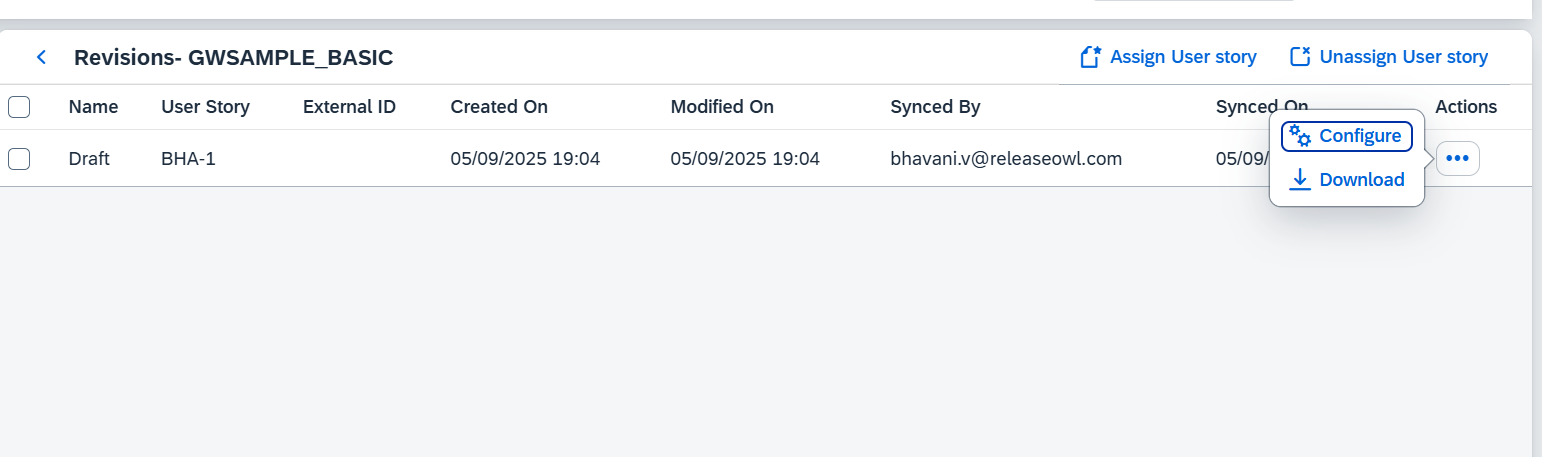 Revisions- GWSAMPLE_BASIC Assign User story Unassign User story
Name User Story External ID Created On Modified On Synced By Synced On Actions
Configure
Draft BHA-1 05/09/2025 19:04 05/09/2025 19:04 bhavani.v@releaseowl.com 05/09/
Download